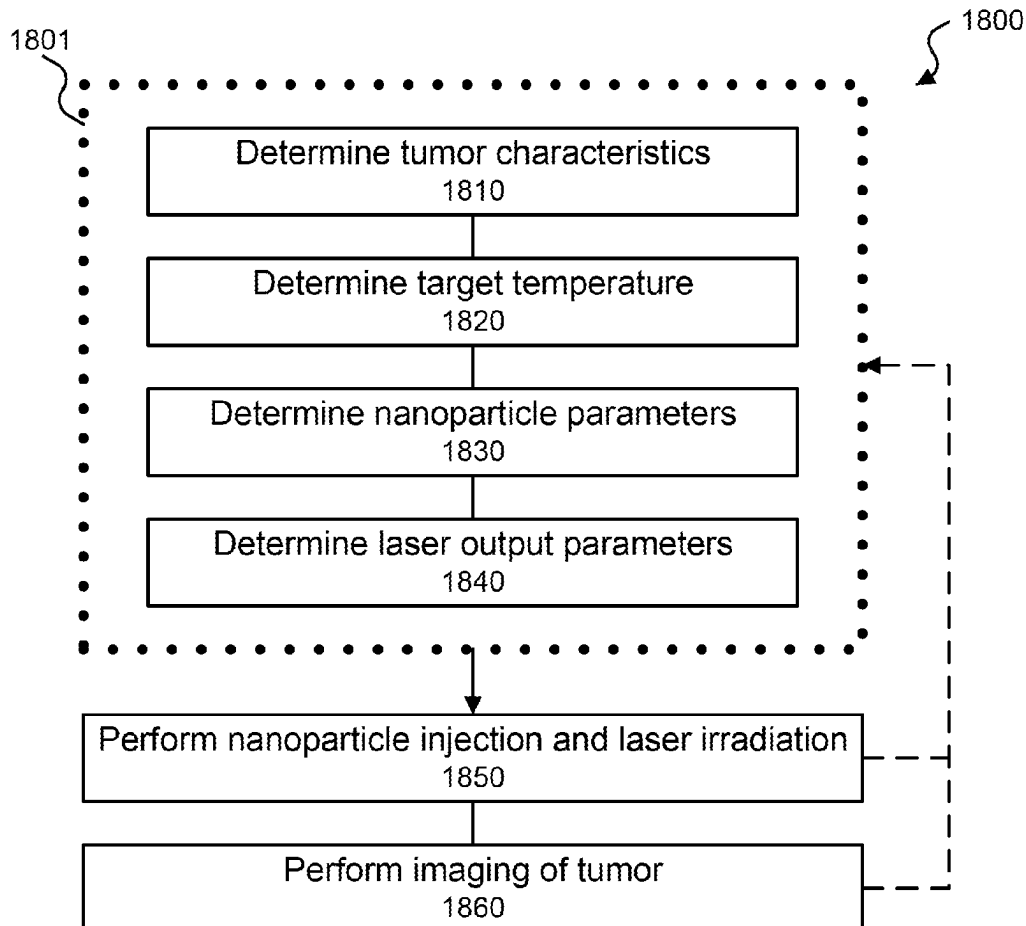 1800
1801
Determine tumor characteristics
1810
Determine target temperature
1820
Determine nanoparticle parameters
1830
Determine laser output parameters
1840
Perform nanoparticle injection and laser irradiation
1850
Perform imaging of tumor
1860